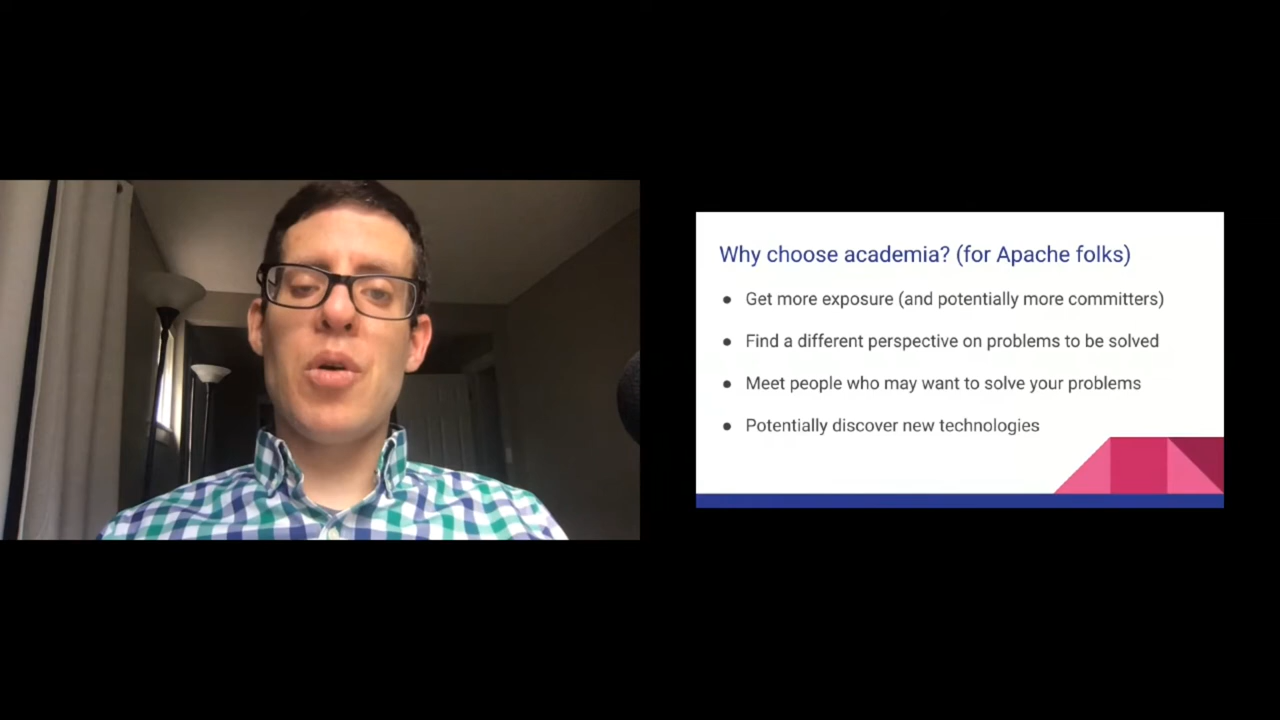 Why choose academia? (for Apache folks)
● Get more exposure (and potentially more committers)
● Find a different perspective on problems to be solved
● Meet people who may want to solve your problems
● Potentially discover new technologies